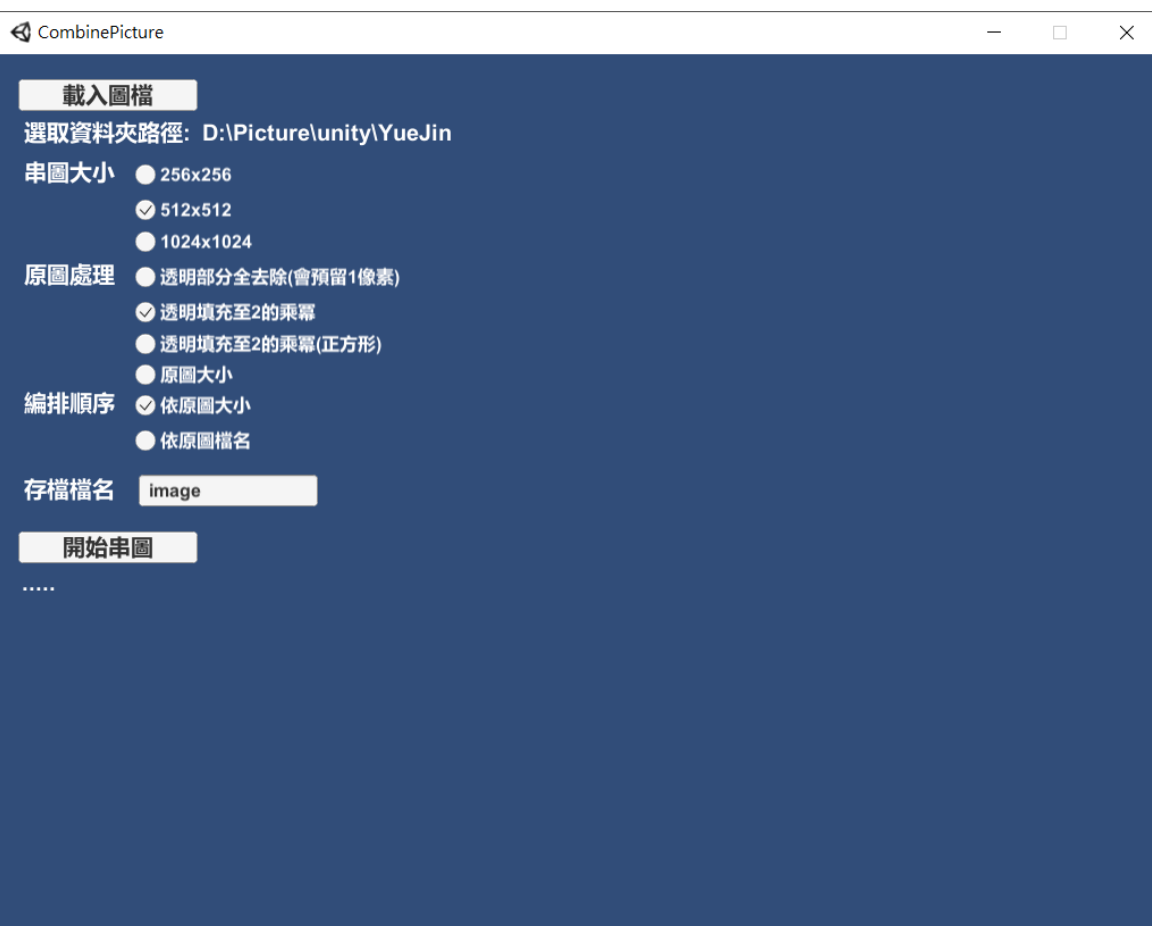 CombinePicture
載入圖檔
選取資料夾路徑: D:\Picture\unity\YueJin
串圖大小 256x256
512x512
1024x1024
原圖處理 透明部分全去除(會預留1像素)
透明填充至2的乘冪
透明填充至2的乘冪(正方形)
原圖大小
編排順序 依原圖大小
依原圖檔名
存檔檔名 image
開始串圖
.....